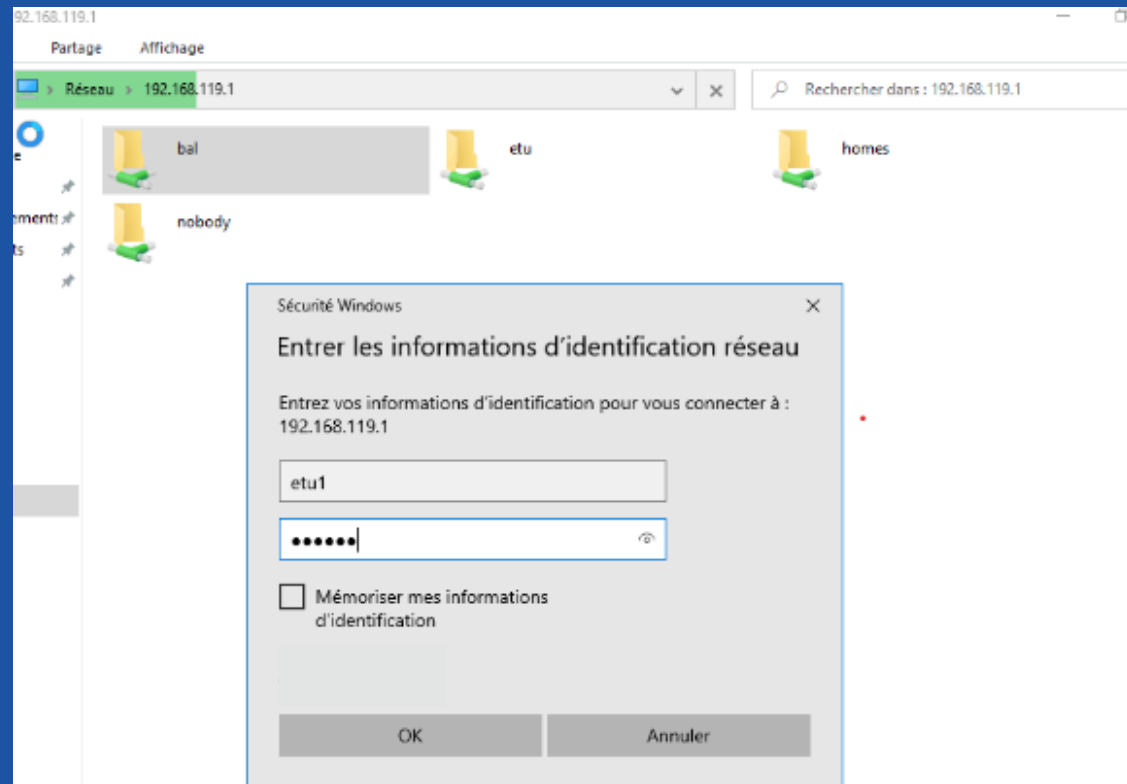 92.168.119.1
Partage Affichage
Réseau > 192.168.119.1
Rechercher dans : 192.168.119.1
e
bal etu homes
ements
nobody
ts
Sécurité Windows
Entrer les informations d'identification réseau
Entrez vos informations d'identification pour vous connecter à :
192.168.119.1
etu1
••••••
Mémoriser mes informations
d'identification
OK Annuler